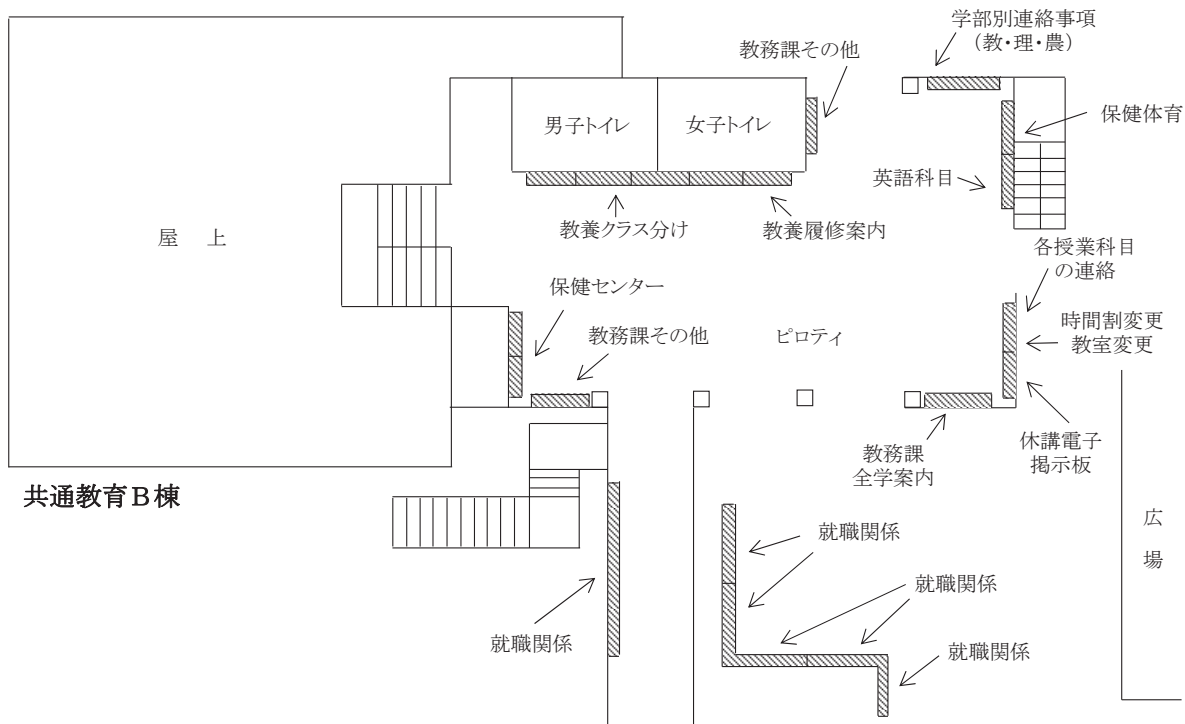 学部別連絡事項
(教・理・農)
教務課その他
男子トイレ
女子トイレ
保健体育
英語科目
教養クラス分け
教養履修案内
屋 上
各授業科目
の連絡
保健センター
教務課その他
ピロティ
時間割変更
教室変更
教務課
全学案内
休講電子
掲示板
共通教育B棟
広
場
就職関係
就職関係
就職関係
就職関係